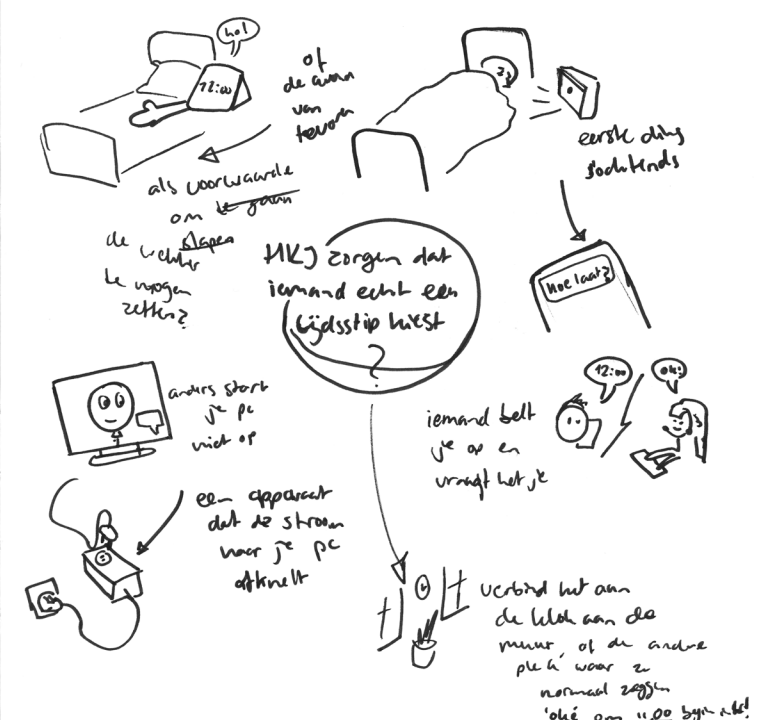 hoi
12:00
of
de avond
van
tevoren
als voorwaarde
om te gaan
slapen
de wekker
te mogen
zetten?
eerste ding
'sochtends
Hoe laat?
HKJ zorgen dat
iemand echt een
tijdsstip kiest
?
anders start
je pc
niet op
12:00
ok!
iemand belt
je op en
vraagt het je
een apparaat
dat de stroom
naar je pc
afknelt
verbind het aan
de klok aan de
muur, of de andere
plek waar ze
normaal zeggen
'oké om 11:00 begin ik!'